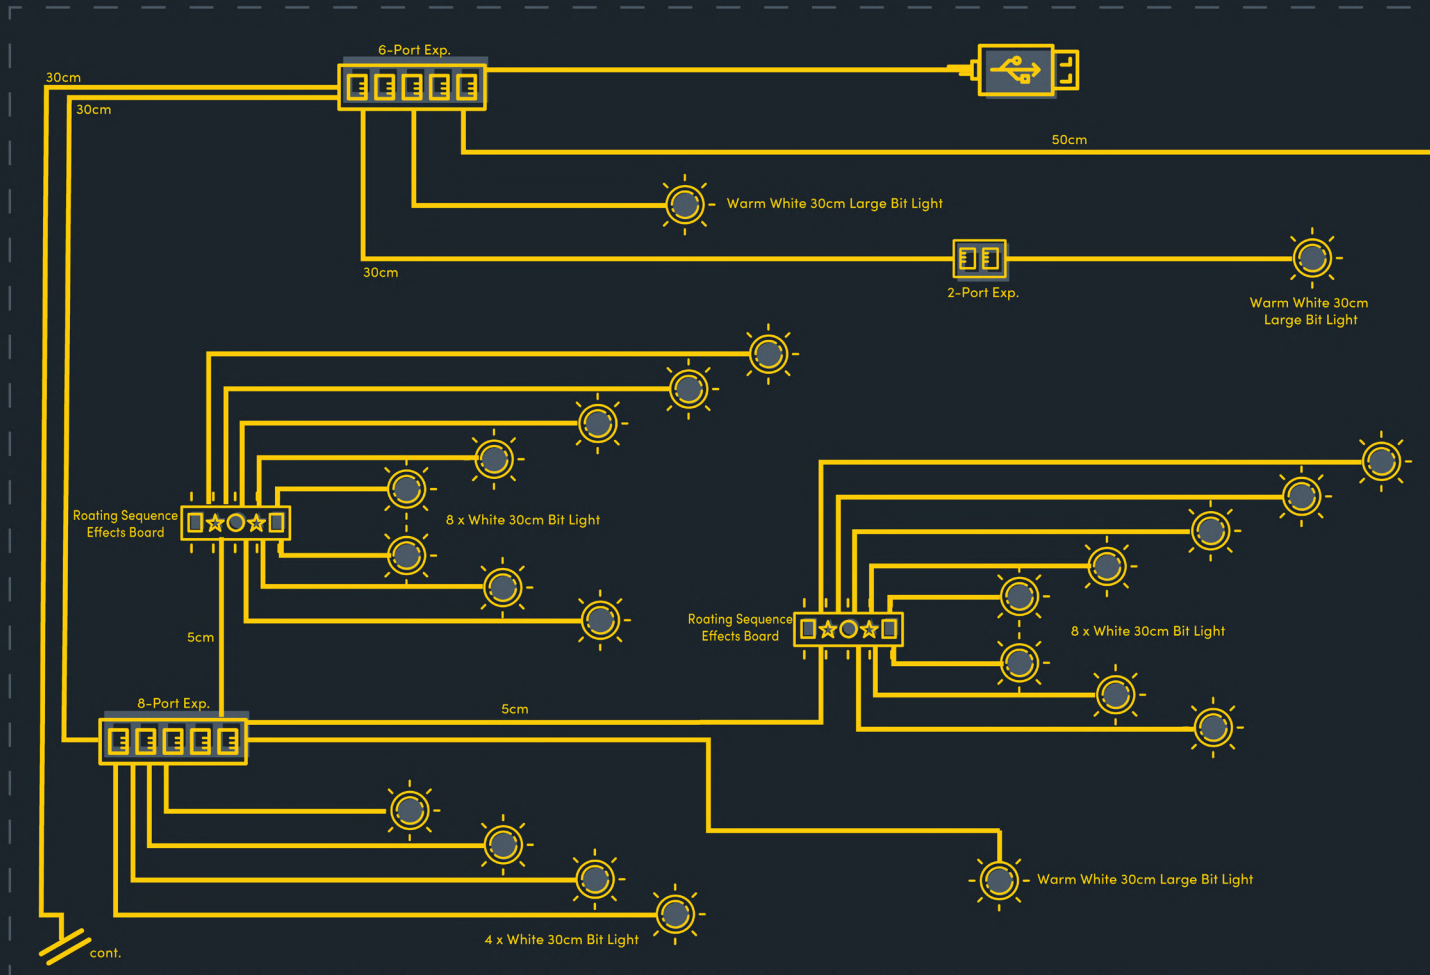 6-Port Exp.
30cm
30cm
50cm
Warm White 30cm Large Bit Light
30cm
2-Port Exp.
Warm White 30cm
Large Bit Light
Roating Sequence
Effects Board
8 x White 30cm Bit Light
Roating Sequence
Effects Board
8 x White 30cm Bit Light
5cm
8-Port Exp.
5cm
Warm White 30cm Large Bit Light
4 x White 30cm Bit Light
cont.